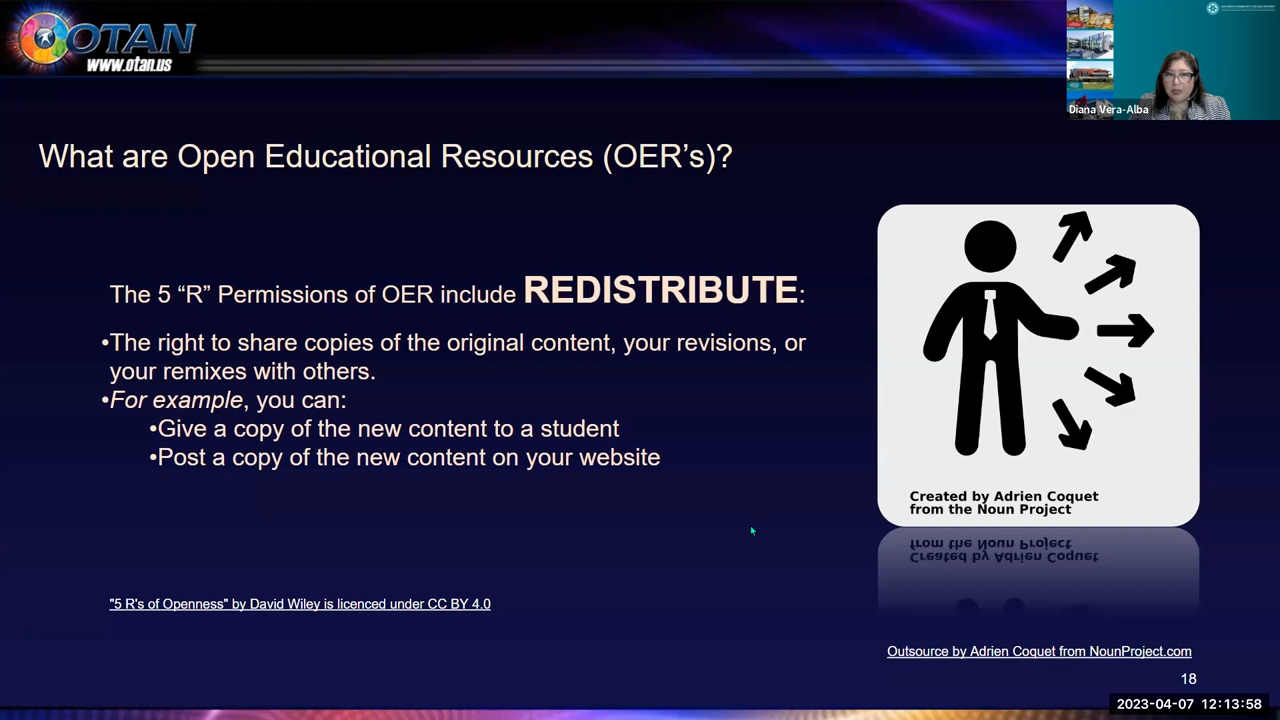 OTAN
www.otan.us
Diana Vera-Alba
What are Open Educational Resources (OER’s)?
The 5 “R” Permissions of OER include REDISTRIBUTE:
•The right to share copies of the original content, your revisions, or
your remixes with others.
•For example, you can:
•Give a copy of the new content to a student
•Post a copy of the new content on your website
Created by Adrien Coquet
from the Noun Project
from the Noun Project
Created by Adrien Coquet
"5 R's of Openness" by David Wiley is licenced under CC BY 4.0
Outsource by Adrien Coquet from NounProject.com
18
2023-04-07 12:13:58